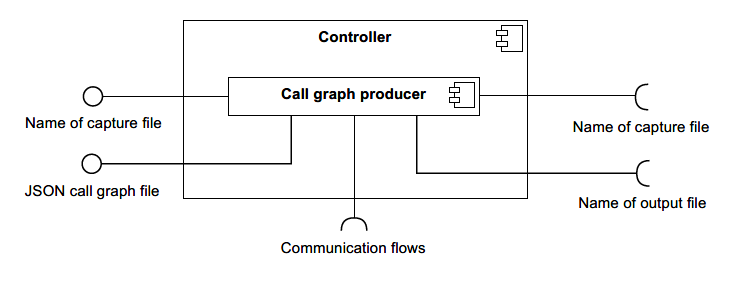 Controller
Call graph producer
Name of capture file
Name of capture file
JSON call graph file
Name of output file
Communication flows